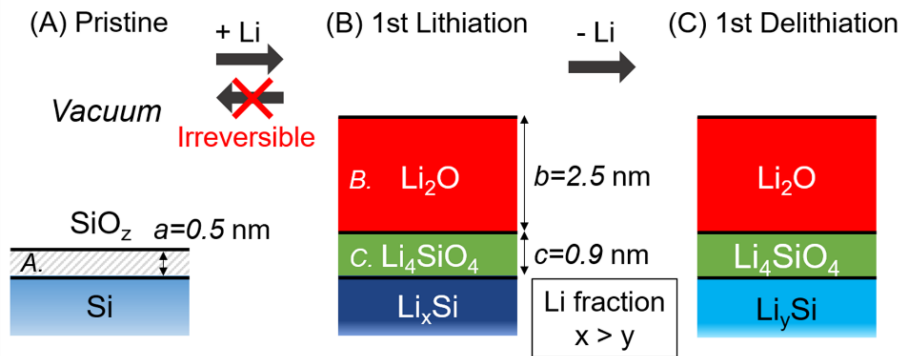 (A) Pristine
+ Li
(B) 1st Lithiation
- Li
(C) 1st Delithiation
Vacuum
Irreversible
SiOz
a=0.5 nm
A.
Si
B. Li₂O
b=2.5 nm
C. Li₄SiO₄
c=0.9 nm
LiₓSi
Li fraction
x > y
Li₂O
Li₄SiO₄
LiySi